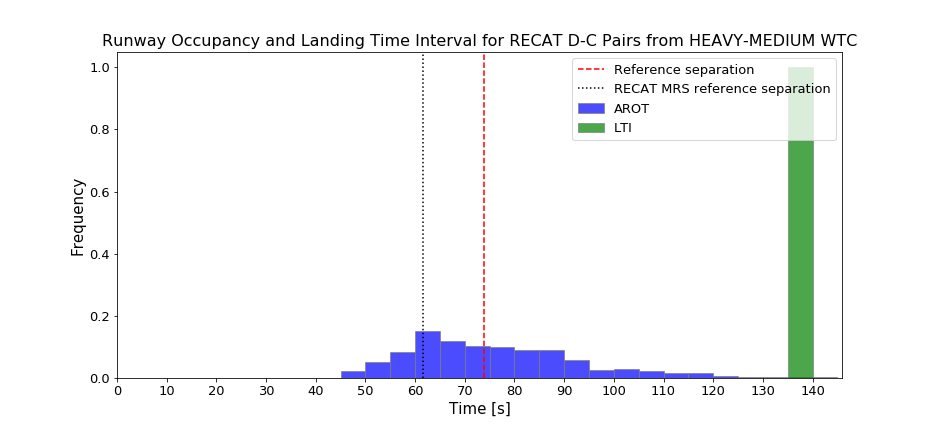 Runway Occupancy and Landing Time Interval for RECAT D-C Pairs from HEAVY-MEDIUM WTC
Reference separation
RECAT MRS reference separation
AROT
LTI
1.0
0.8
0.6
0.4
0.2
0.0
Frequency
0 10 20 30 40 50 60 70 80 90 100 110 120 130 140
Time [s]